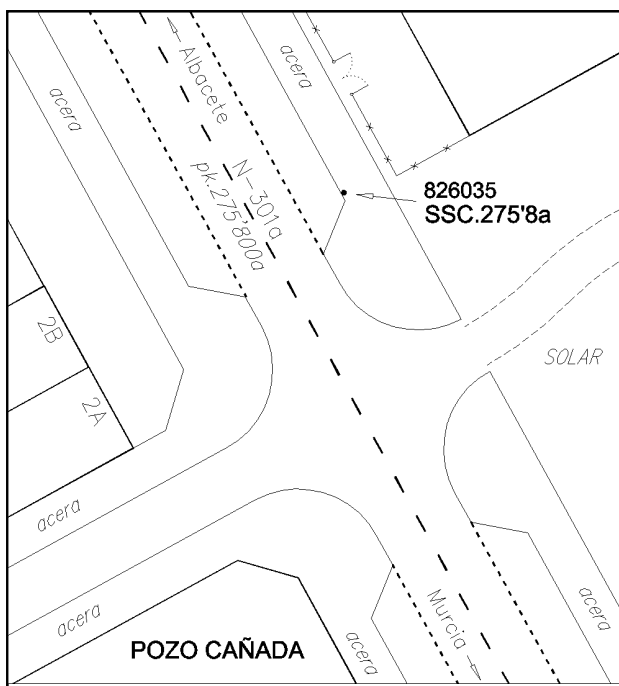 acera
Albacete
acera
N-301a
pk.275'800a
826035
SSC.275'8a
2B
2A
SOLAR
acera
acera
POZO CAÑADA
acera
Murcia
acera